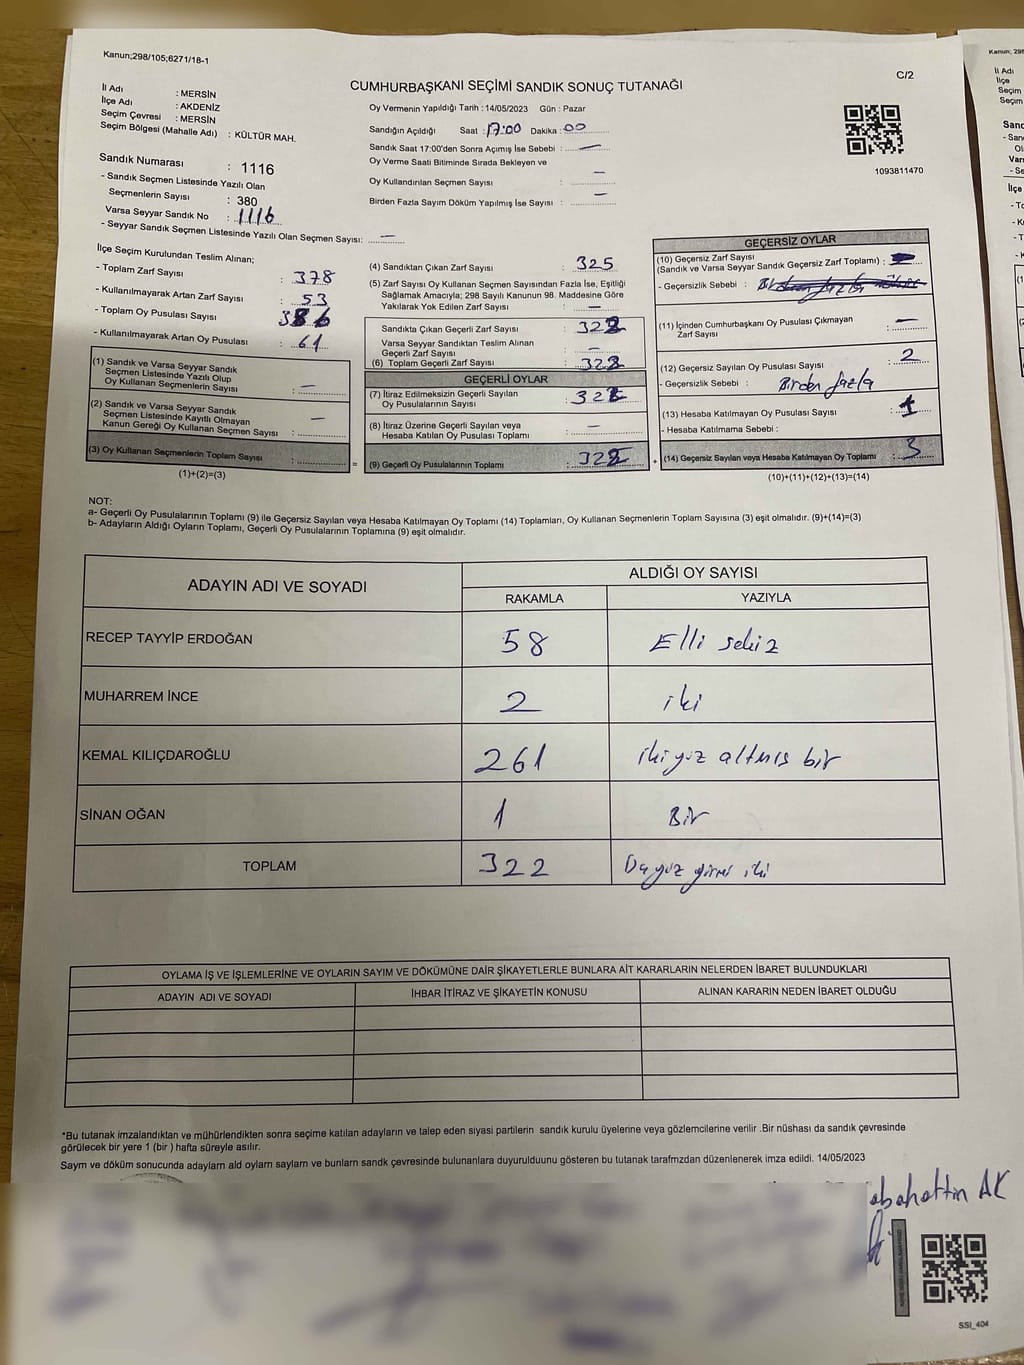 Kanun;298/105;6271/18-1
C/2
CUMHURBAŞKANI SEÇİMİ SANDIK SONUÇ TUTANAĞI
İl Adı : MERSİN
İlçe Adı : AKDENİZ
Seçim Çevresi : MERSİN
Seçim Bölgesi (Mahalle Adı) : KÜLTÜR MAH.
Sandık Numarası : 1116
- Sandık Seçmen Listesinde Yazılı Olan
Seçmenlerin Sayısı : 380
Varsa Seyyar Sandık No : 1116
- Seyyar Sandık Seçmen Listesinde Yazılı Olan Seçmen Sayısı: —
Oy Vermenin Yapıldığı Tarih : 14/05/2023 Gün : Pazar
Sandığın Açıldığı Saat : 17:00 Dakika : 00
Sandık Saat 17:00'den Sonra Açımış İse Sebebi : —
Oy Verme Saati Bitiminde Sırada Bekleyen ve
Oy Kullandırılan Seçmen Sayısı : —
Birden Fazla Sayım Döküm Yapılmış İse Sayısı : —
1093811470
İlçe Seçim Kurulundan Teslim Alınan;
- Toplam Zarf Sayısı : 378
- Kullanılmayarak Artan Zarf Sayısı : 53
- Toplam Oy Pusulası Sayısı
- Kullanılmayarak Artan Oy Pusulası : 61
(1) Sandık ve Varsa Seyyar Sandık
Seçmen Listesinde Yazılı Olup
Oy Kullanan Seçmenlerin Sayısı : —
(2) Sandık ve Varsa Seyyar Sandık
Seçmen Listesinde Kayıtlı Olmayan
Kanun Gereği Oy Kullanan Seçmen Sayısı : —
(3) Oy Kullanan Seçmenlerin Toplam Sayısı :
(1)+(2)=(3)
(4) Sandıktan Çıkan Zarf Sayısı : 325
(5) Zarf Sayısı Oy Kullanan Seçmen Sayısından Fazla İse, Eşitliği
Sağlamak Amacıyla; 298 Sayılı Kanunun 98. Maddesine Göre
Yakılarak Yok Edilen Zarf Sayısı : —
Sandıkta Çıkan Geçerli Zarf Sayısı : 322
Varsa Seyyar Sandıktan Teslim Alınan
Geçerli Zarf Sayısı : —
(6) Toplam Geçerli Zarf Sayısı : 322
GEÇERLİ OYLAR
(7) İtiraz Edilmeksizin Geçerli Sayılan
Oy Pusulalarının Sayısı : 322
(8) İtiraz Üzerine Geçerli Sayılan veya
Hesaba Katılan Oy Pusulası Toplamı : —
(9) Geçerli Oy Pusulalarının Toplamı : 322
GEÇERSİZ OYLAR
(10) Geçersiz Zarf Sayısı
(Sandık ve Varsa Seyyar Sandık Geçersiz Zarf Toplamı) :
- Geçersizlik Sebebi :
(11) İçinden Cumhurbaşkanı Oy Pusulası Çıkmayan
Zarf Sayısı : —
(12) Geçersiz Sayılan Oy Pusulası Sayısı : 2
- Geçersizlik Sebebi : Birden fazla
(13) Hesaba Katılmayan Oy Pusulası Sayısı : 1
- Hesaba Katılmama Sebebi :
(14) Geçersiz Sayılan veya Hesaba Katılmayan Oy Toplamı : 3
(10)+(11)+(12)+(13)=(14)
NOT:
a- Geçerli Oy Pusulalarının Toplamı (9) ile Geçersiz Sayılan veya Hesaba Katılmayan Oy Toplamı (14) Toplamları, Oy Kullanan Seçmenlerin Toplam Sayısına (3) eşit olmalıdır. (9)+(14)=(3)
b- Adayların Aldığı Oyların Toplamı, Geçerli Oy Pusulalarının Toplamına (9) eşit olmalıdır.
ADAYIN ADI VE SOYADI
ALDIĞI OY SAYISI
RAKAMLA YAZIYLA
RECEP TAYYİP ERDOĞAN 58 Elli sekiz
MUHARREM İNCE 2 iki
KEMAL KILIÇDAROĞLU 261 ikiyüz altmış bir
SİNAN OĞAN 1 Bir
TOPLAM 322 iki
OYLAMA İŞ VE İŞLEMLERİNE VE OYLARIN SAYIM VE DÖKÜMÜNE DAİR ŞİKAYETLERLE BUNLARA AİT KARARLARIN NELERDEN İBARET BULUNDUKLARI
ADAYIN ADI VE SOYADI İHBAR İTİRAZ VE ŞİKAYETİN KONUSU ALINAN KARARIN NEDEN İBARET OLDUĞU
*Bu tutanak imzalandıktan ve mühürlendikten sonra seçime katılan adayların ve talep eden siyasi partilerin sandık kurulu üyelerine veya gözlemcilerine verilir .Bir nüshası da sandık çevresinde
görülecek bir yere 1 (bir ) hafta süreyle asılır.
Sayım ve döküm sonucunda adayların ald oyların sayları ve bunların sandk çevresinde bulunanlara duyurulduunu gösteren bu tutanak tarafmzdan düzenlenerek imza edildi. 14/05/2023
abahattin AK
SSI_404